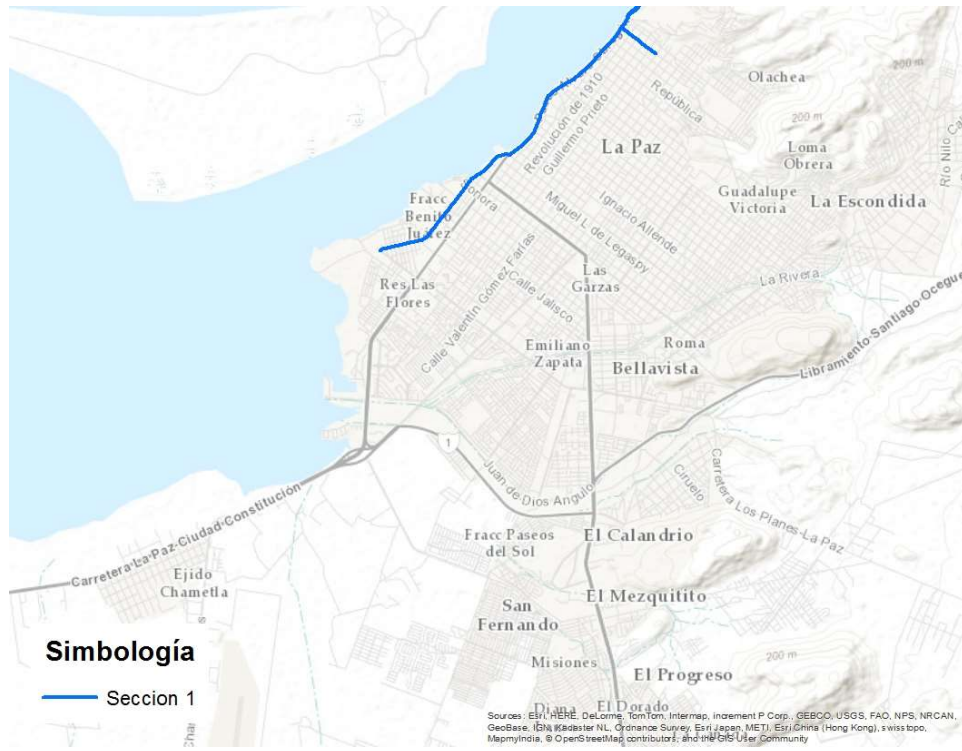 200 m
Olachea
República
200 m
Revolución de 1910
Guillermo Prieto
La Paz
Loma
Obrera
Río Nilo
Guadalupe
Victoria
La Escondida
Fracc
Benito
Juárez
Sonora
Ignacio Allende
Miguel L de Legaspy
Las
Garzas
La Rivera
Res Las
Flores
Calle Valentín Gómez Farías
Calle Jalisco
Emiliano
Zapata
Roma
Bellavista
Libramiento Santiago Ocegue
1
Juan de Dios Angulo
Ciruelo
Carretera Los Planes-La Paz
Carretera-La-Paz-Ciudad-Constitución
Fracc Paseos
del Sol
El Calandrio
Ejido
Chametla
El Mezquitito
San
Fernando
Misiones
El Progreso
200 m
Diana
El Dorado
Char
Simbología
Seccion 1
Sources: Esri, HERE, DeLorme, TomTom, Intermap, increment P Corp., GEBCO, USGS, FAO, NPS, NRCAN,
GeoBase, IGN, Kadaster NL, Ordnance Survey, Esri Japan, METI, Esri China (Hong Kong), swisstopo,
MapmyIndia, © OpenStreetMap contributors, and the GIS User Community